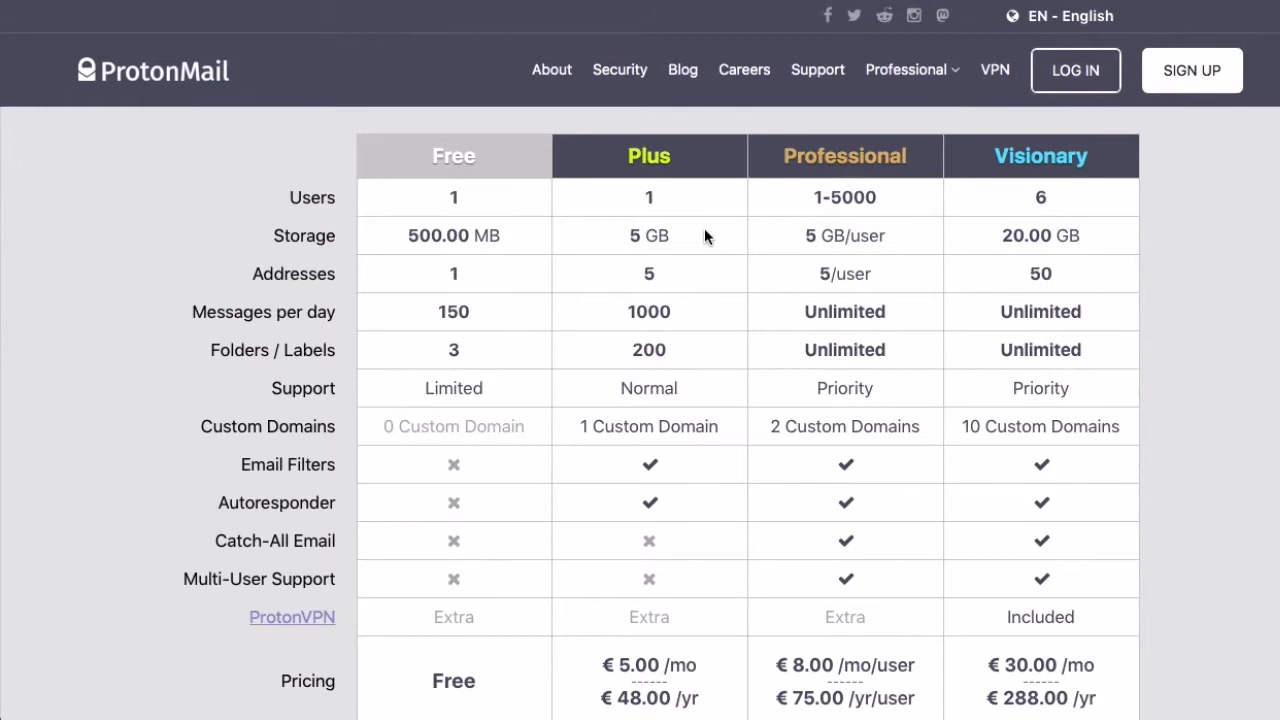 EN - English
ProtonMail
About Security Blog Careers Support Professional VPN LOG IN SIGN UP
Free Plus Professional Visionary
Users 1 1 1-5000 6
Storage 500.00 MB 5 GB 5 GB/user 20.00 GB
Addresses 1 5 5/user 50
Messages per day 150 1000 Unlimited Unlimited
Folders / Labels 3 200 Unlimited Unlimited
Support Limited Normal Priority Priority
Custom Domains 0 Custom Domain 1 Custom Domain 2 Custom Domains 10 Custom Domains
Email Filters
Autoresponder
Catch-All Email
Multi-User Support
ProtonVPN Extra Extra Extra Included
Pricing Free € 5.00 /mo € 8.00 /mo/user € 30.00 /mo
------ ------ ------
€ 48.00 /yr € 75.00 /yr/user € 288.00 /yr